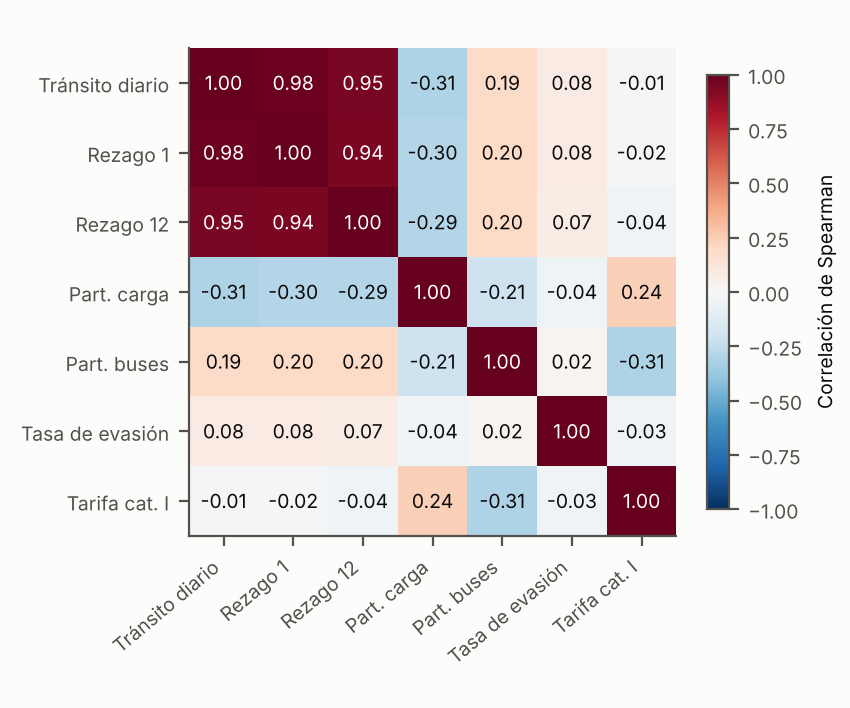 Tránsito diario 1.00 0.98 0.95 -0.31 0.19 0.08 -0.01
Rezago 1 0.98 1.00 0.94 -0.30 0.20 0.08 -0.02
Rezago 12 0.95 0.94 1.00 -0.29 0.20 0.07 -0.04
Part. carga -0.31 -0.30 -0.29 1.00 -0.21 -0.04 0.24
Part. buses 0.19 0.20 0.20 -0.21 1.00 0.02 -0.31
Tasa de evasión 0.08 0.08 0.07 -0.04 0.02 1.00 -0.03
Tarifa cat. I -0.01 -0.02 -0.04 0.24 -0.31 -0.03 1.00
Tránsito diario
Rezago 1
Rezago 12
Part. carga
Part. buses
Tasa de evasión
Tarifa cat. I
1.00
0.75
0.50
0.25
0.00
−0.25
−0.50
−0.75
−1.00
Correlación de Spearman